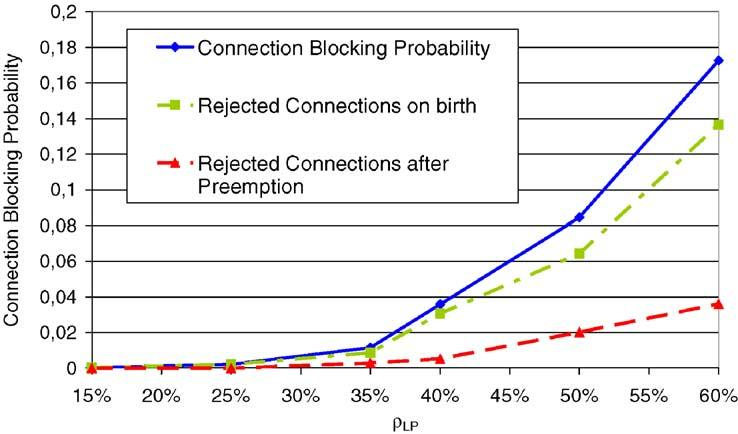 0,2
0,18
0,16
0,14
0,12
0,1
0,08
0,06
0,04
0,02
0
Connection Blocking Probability
Connection Blocking Probability
Rejected Connections on birth
Rejected Connections after
Preemption
15% 20% 25% 30% 35% 40% 45% 50% 55% 60%
ρLP